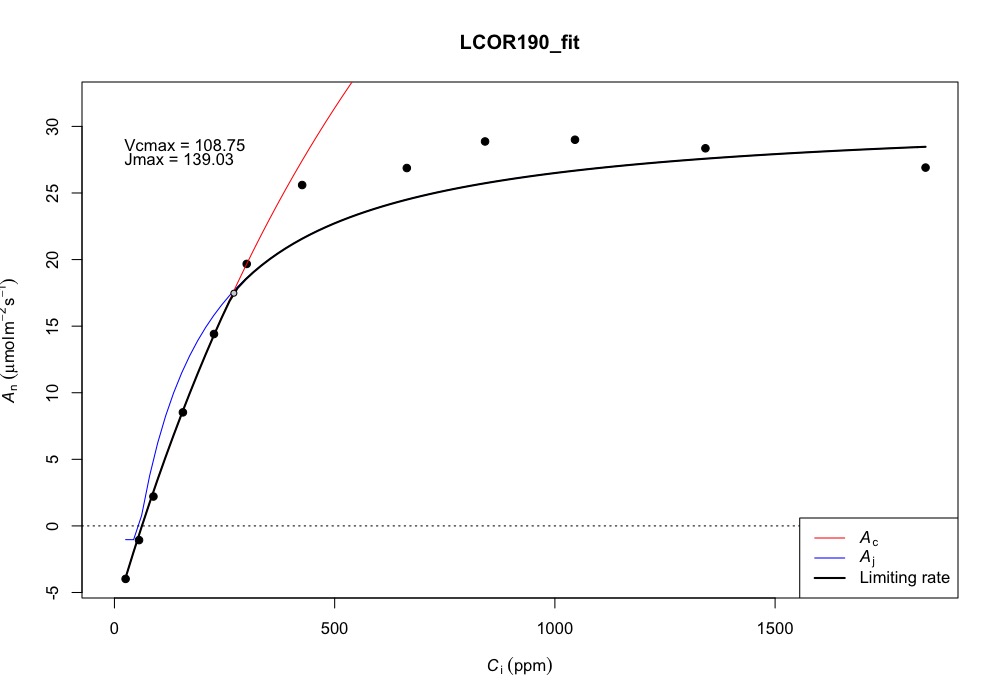 LCOR190_fit
Vcmax = 108.75
Jmax = 139.03
An (μmolm−2s−1)
30
25
20
15
10
5
0
-5
0 500 1000 1500
Ci (ppm)
Ac
Aj
Limiting rate